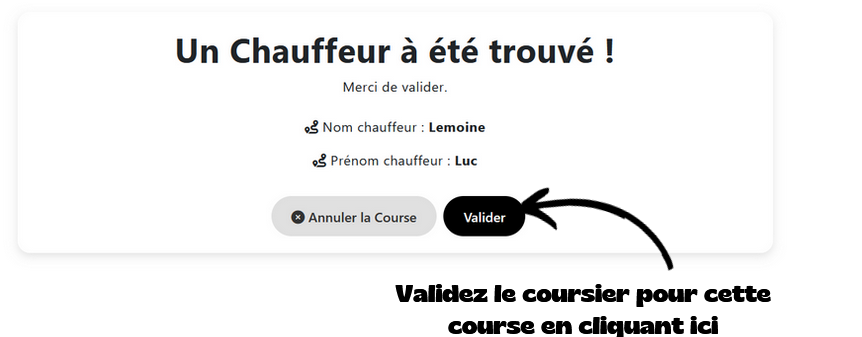 Un Chauffeur à été trouvé !
Merci de valider.
Nom chauffeur : Lemoine
Prénom chauffeur : Luc
Annuler la Course
Valider
Validez le coursier pour cette
course en cliquant ici